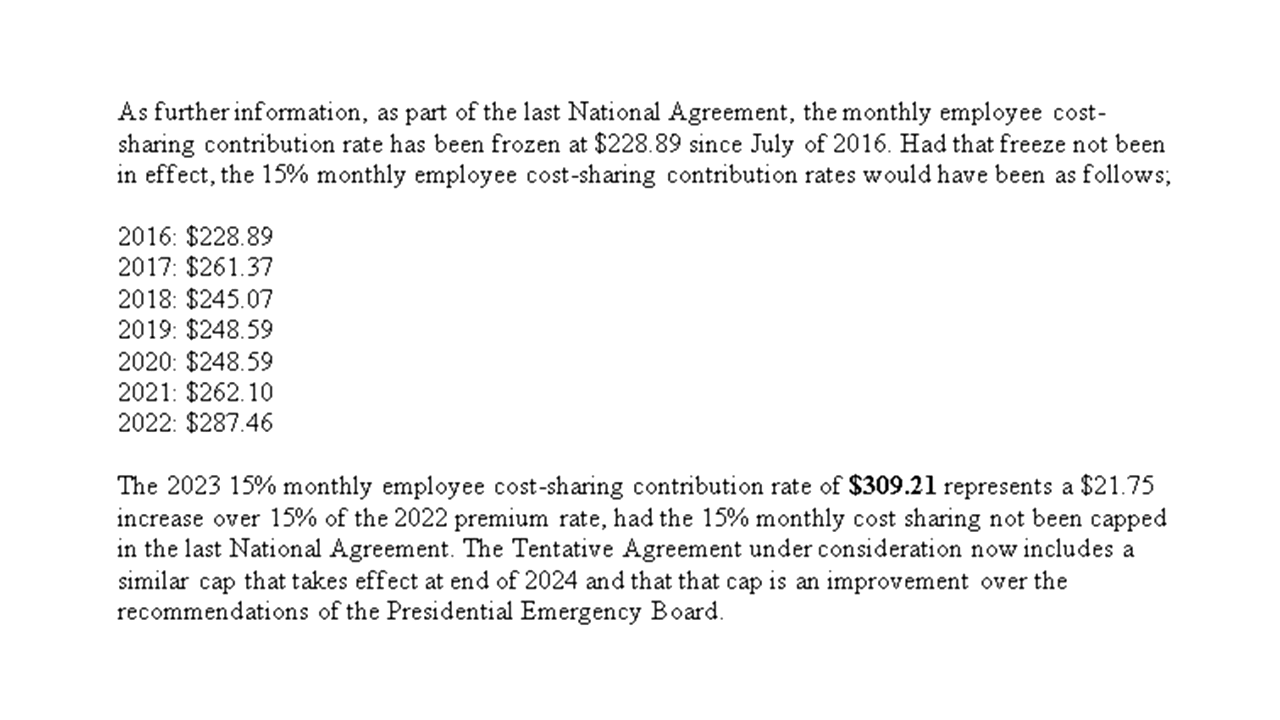 As further information, as part of the last National Agreement, the monthly employee cost-
sharing contribution rate has been frozen at $228.89 since July of 2016. Had that freeze not been
in effect, the 15% monthly employee cost-sharing contribution rates would have been as follows;
2016: $228.89
2017: $261.37
2018: $245.07
2019: $248.59
2020: $248.59
2021: $262.10
2022: $287.46
The 2023 15% monthly employee cost-sharing contribution rate of $309.21 represents a $21.75
increase over 15% of the 2022 premium rate, had the 15% monthly cost sharing not been capped
in the last National Agreement. The Tentative Agreement under consideration now includes a
similar cap that takes effect at end of 2024 and that that cap is an improvement over the
recommendations of the Presidential Emergency Board.